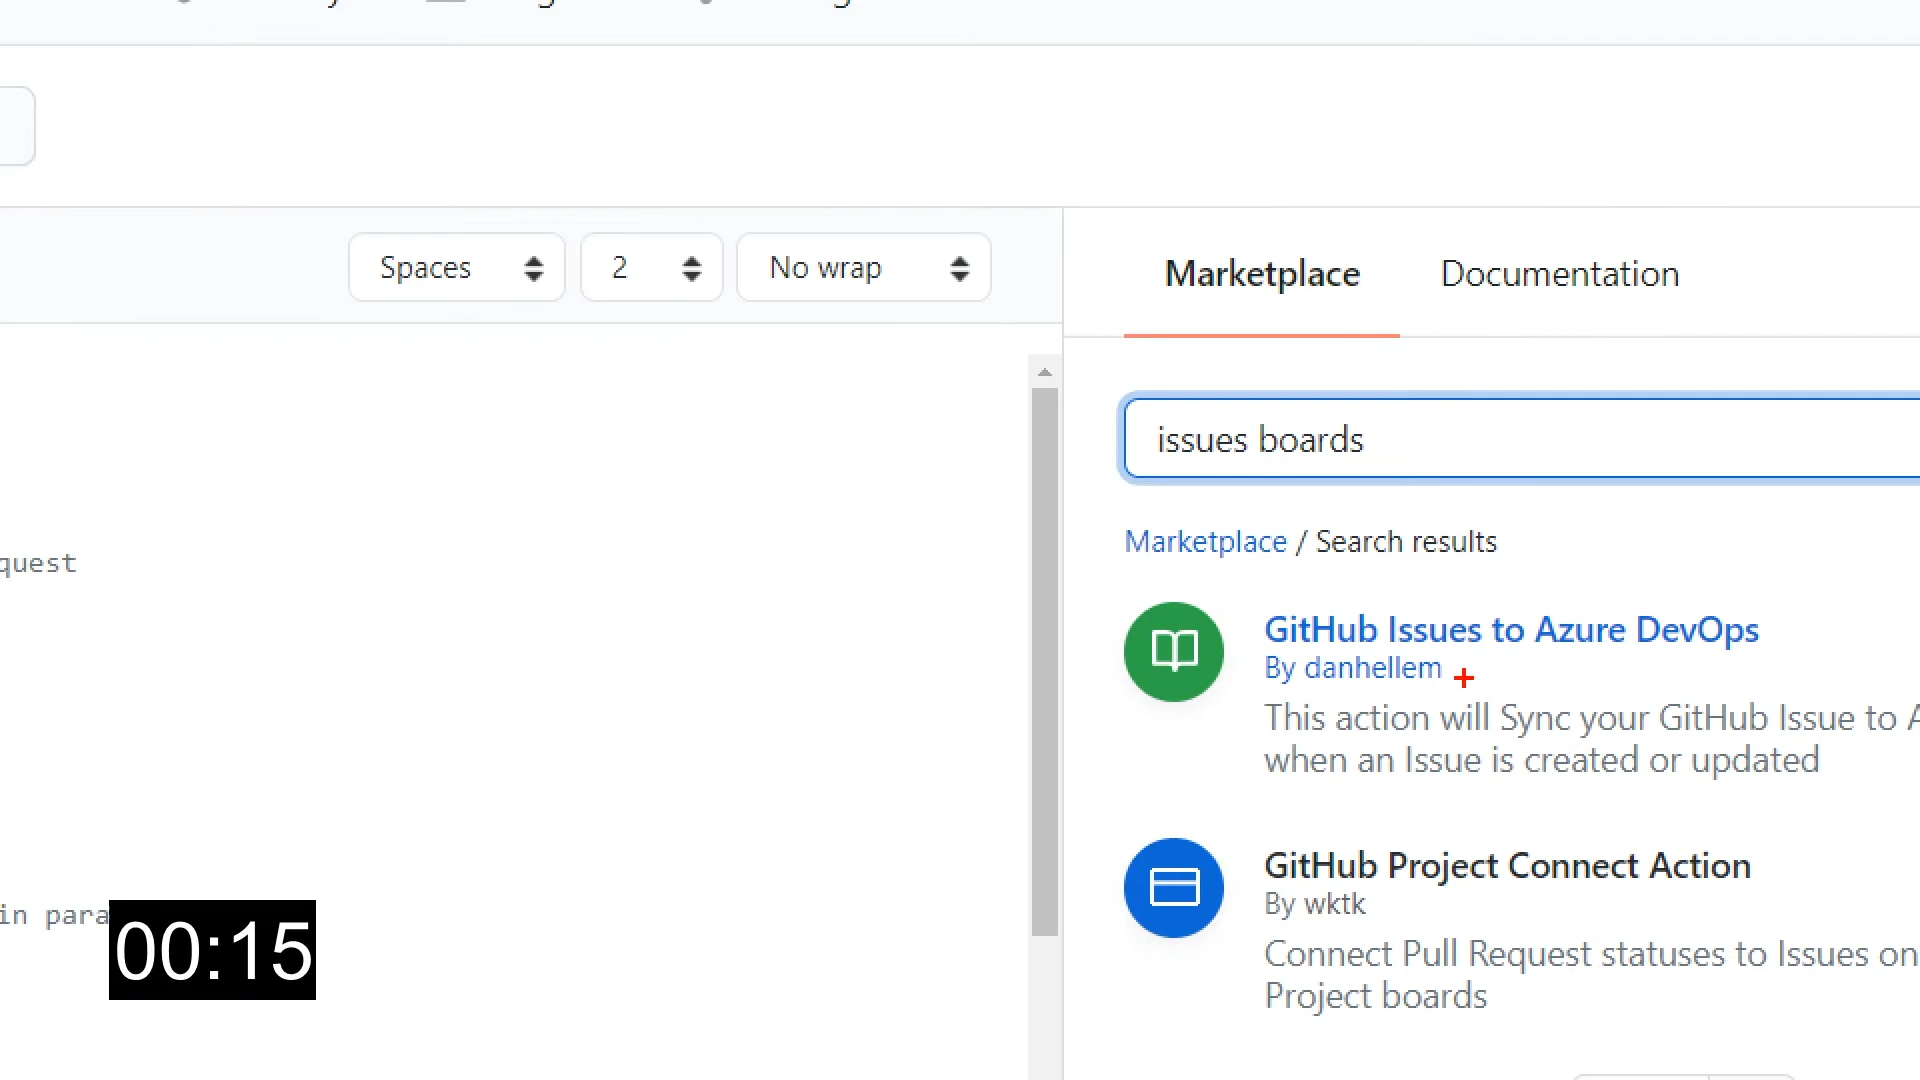 Spaces
2
No wrap
Marketplace
Documentation
issues boards
quest
Marketplace / Search results
GitHub Issues to Azure DevOps
By danhellem
This action will Sync your GitHub Issue to
when an Issue is created or updated
GitHub Project Connect Action
By wktk
in para
00:15
Connect Pull Request statuses to Issues on
Project boards